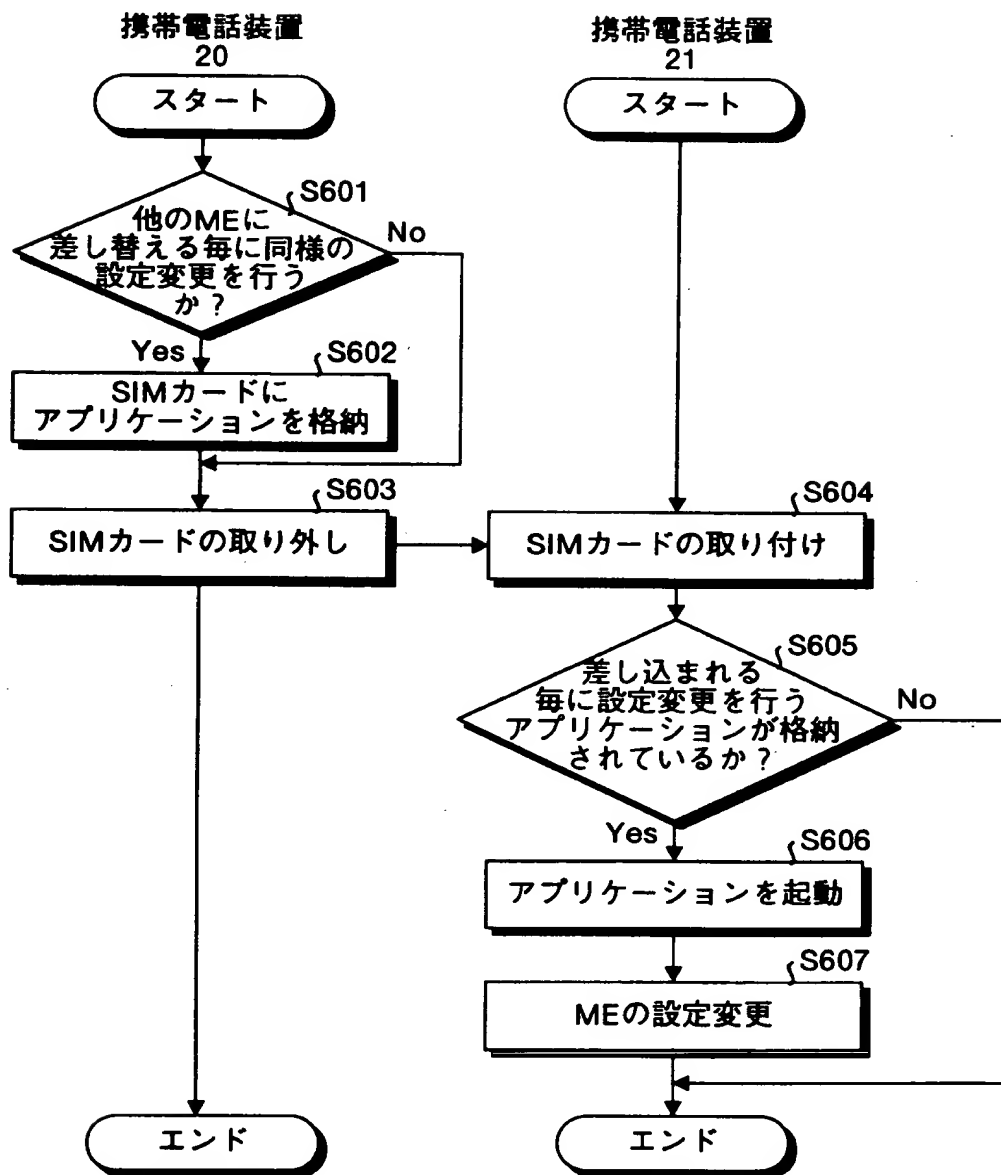 携帯電話装置
20
スタート
S601
他のMEに
差し替える毎に同様の
設定変更を行う
か？
No
Yes
S602
SIMカードに
アプリケーションを格納
S603
SIMカードの取り外し
エンド
携帯電話装置
21
スタート
S604
SIMカードの取り付け
S605
差し込まれる
毎に設定変更を行う
アプリケーションが格納
されているか？
No
Yes
S606
アプリケーションを起動
S607
MEの設定変更
エンド